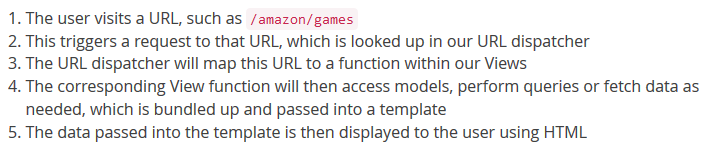 1. The user visits a URL, such as /amazon/games
2. This triggers a request to that URL, which is looked up in our URL dispatcher
3. The URL dispatcher will map this URL to a function within our Views
4. The corresponding View function will then access models, perform queries or fetch data as
needed, which is bundled up and passed into a template
5. The data passed into the template is then displayed to the user using HTML